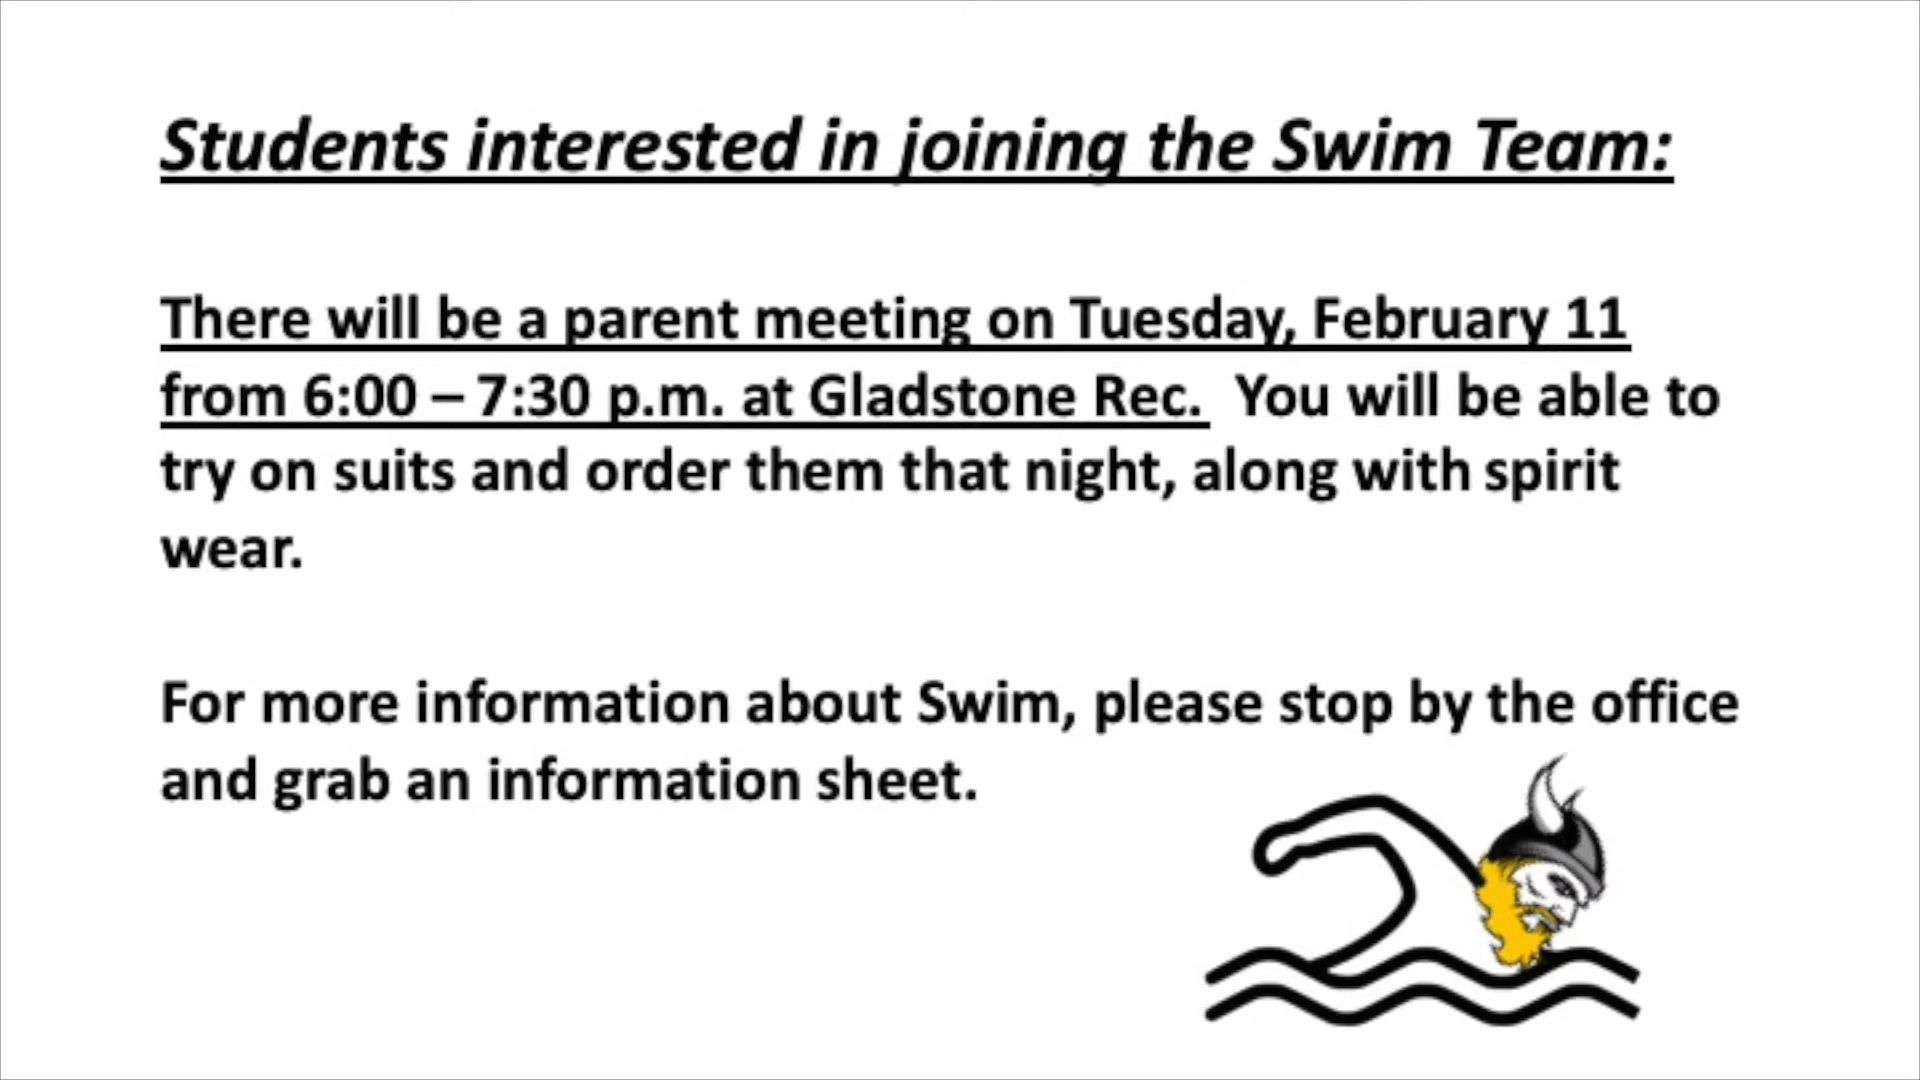 Students interested in joining the Swim Team:
There will be a parent meeting on Tuesday, February 11
from 6:00 – 7:30 p.m. at Gladstone Rec.  You will be able to
try on suits and order them that night, along with spirit
wear.
For more information about Swim, please stop by the office
and grab an information sheet.